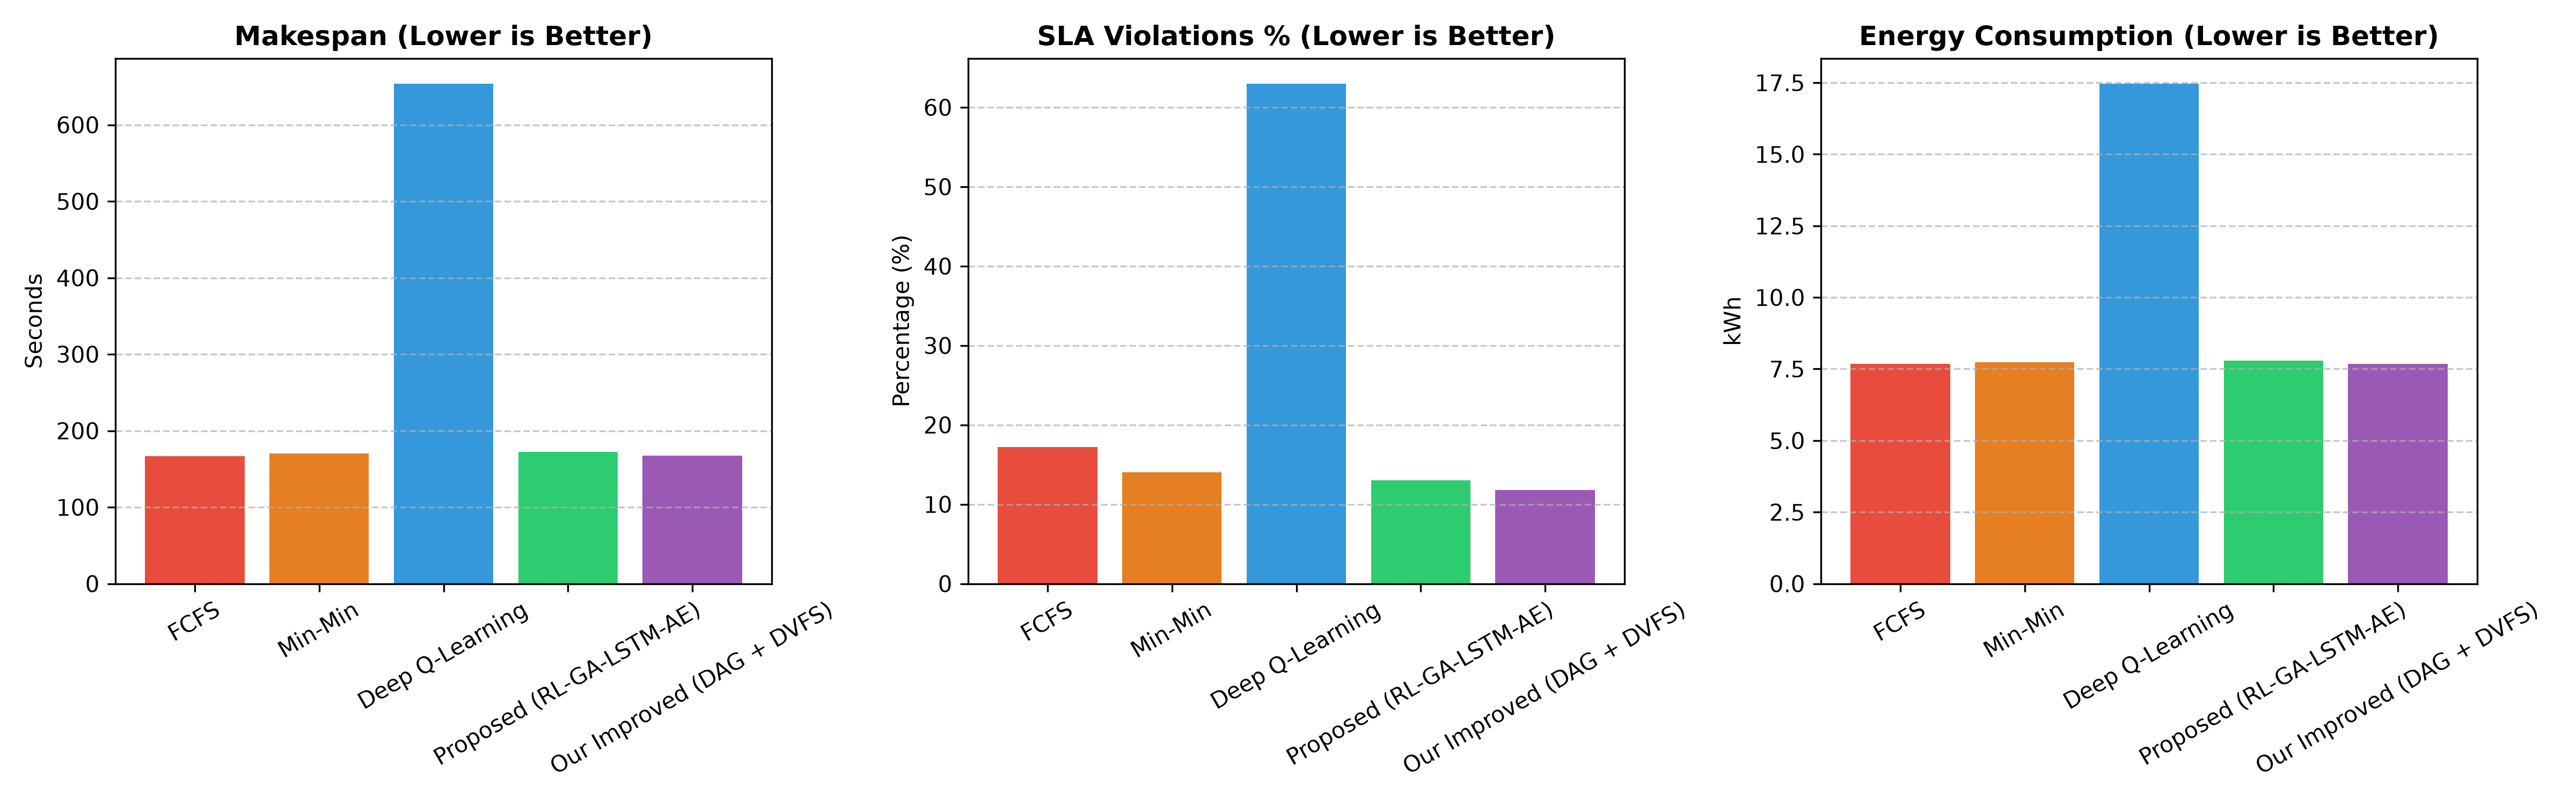 Makespan (Lower is Better)
Seconds
600
500
400
300
200
100
0
FCFS
Min-Min
Deep Q-Learning
Proposed (RL-GA-LSTM-AE)
Our Improved (DAG + DVFS)
SLA Violations % (Lower is Better)
Percentage (%)
60
50
40
30
20
10
0
FCFS
Min-Min
Deep Q-Learning
Proposed (RL-GA-LSTM-AE)
Our Improved (DAG + DVFS)
Energy Consumption (Lower is Better)
kWh
17.5
15.0
12.5
10.0
7.5
5.0
2.5
0.0
FCFS
Min-Min
Deep Q-Learning
Proposed (RL-GA-LSTM-AE)
Our Improved (DAG + DVFS)